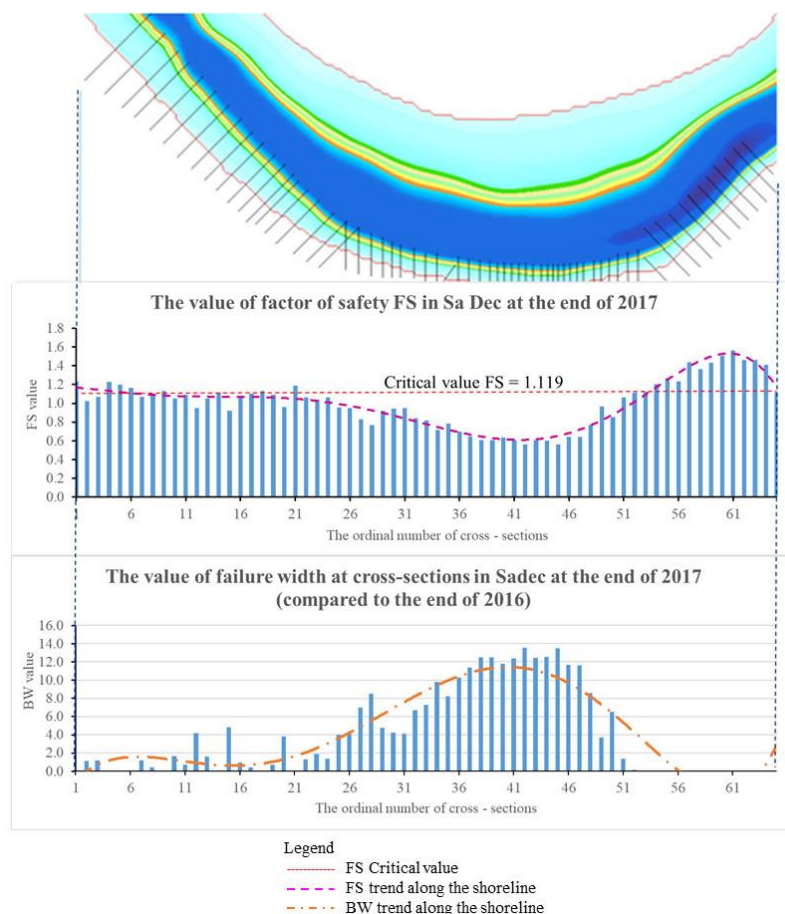 The value of factor of safety FS in Sa Dec at the end of 2017
1.8
1.6
1.4
1.2
1.0
0.8
0.6
0.4
0.2
0.0
FS value
Critical value FS = 1.119
1 6 11 16 21 26 31 36 41 46 51 56 61
The ordinal number of cross - sections
The value of failure width at cross-sections in Sadec at the end of 2017
(compared to the end of 2016)
16.0
14.0
12.0
10.0
8.0
6.0
4.0
2.0
0.0
BW value
1 6 11 16 21 26 31 36 41 46 51 56 61
The ordinal number of cross - sections
Legend
FS Critical value
FS trend along the shoreline
BW trend along the shoreline